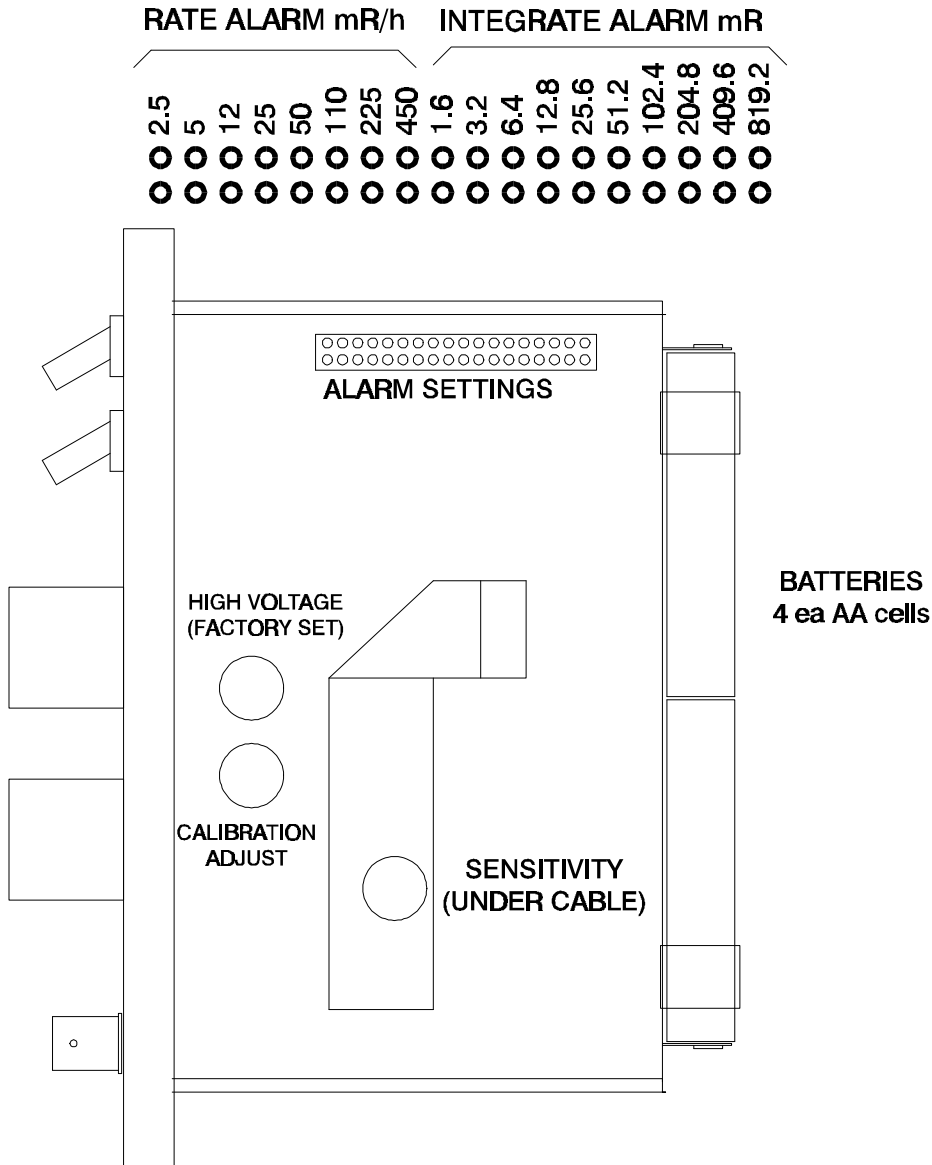 RATE ALARM mR/h INTEGRATE ALARM mR
2.5 5 12 25 50 110 225 450 1.6 3.2 6.4 12.8 25.6 51.2 102.4 204.8 409.6 819.2
ALARM SETTINGS
BATTERIES
4 ea AA cells
HIGH VOLTAGE
(FACTORY SET)
CALIBRATION
ADJUST
SENSITIVITY
(UNDER CABLE)